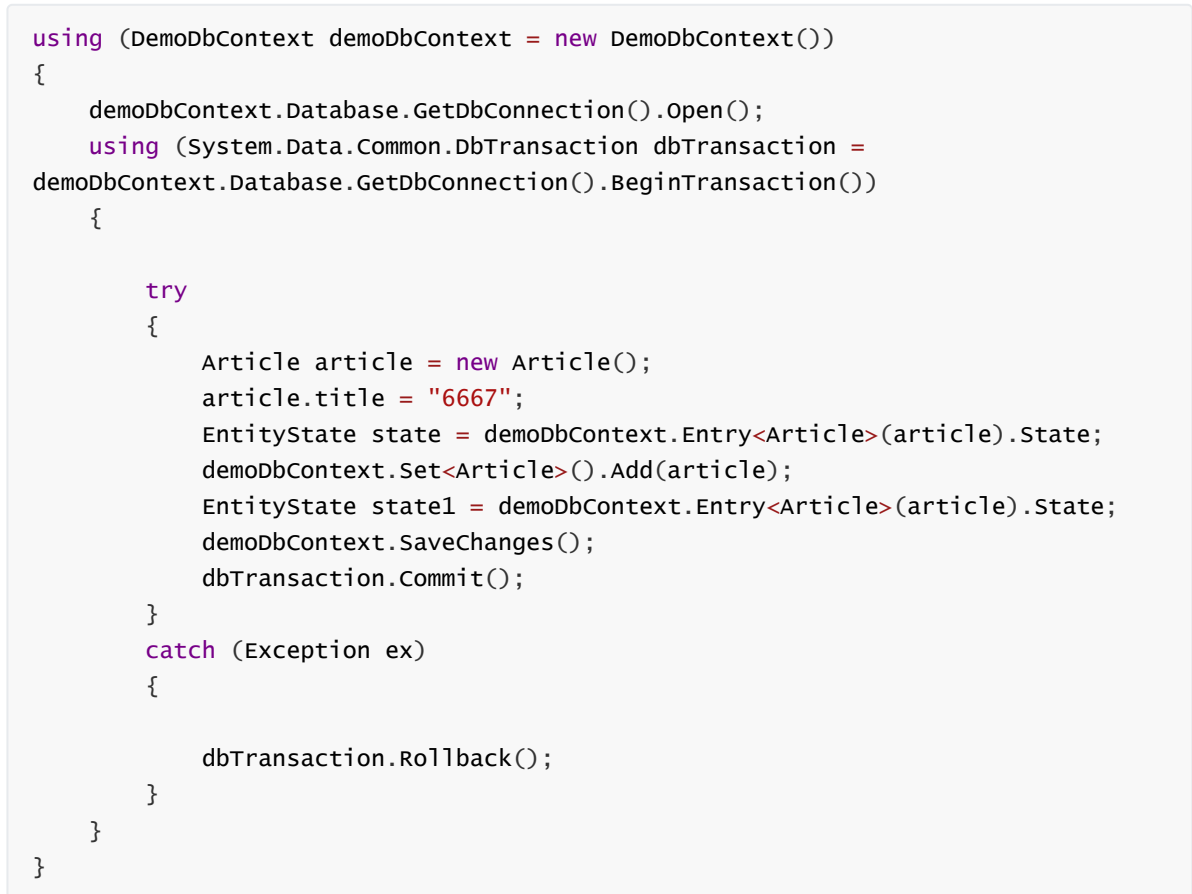 using (DemoDbContext demoDbContext = new DemoDbContext())
{
    demoDbContext.Database.GetDbConnection().Open();
    using (System.Data.Common.DbTransaction dbTransaction =
demoDbContext.Database.GetDbConnection().BeginTransaction())
    {
        try
        {
            Article article = new Article();
            article.title = "6667";
            EntityState state = demoDbContext.Entry<Article>(article).State;
            demoDbContext.Set<Article>().Add(article);
            EntityState state1 = demoDbContext.Entry<Article>(article).State;
            demoDbContext.SaveChanges();
            dbTransaction.Commit();
        }
        catch (Exception ex)
        {
            dbTransaction.Rollback();
        }
    }
}